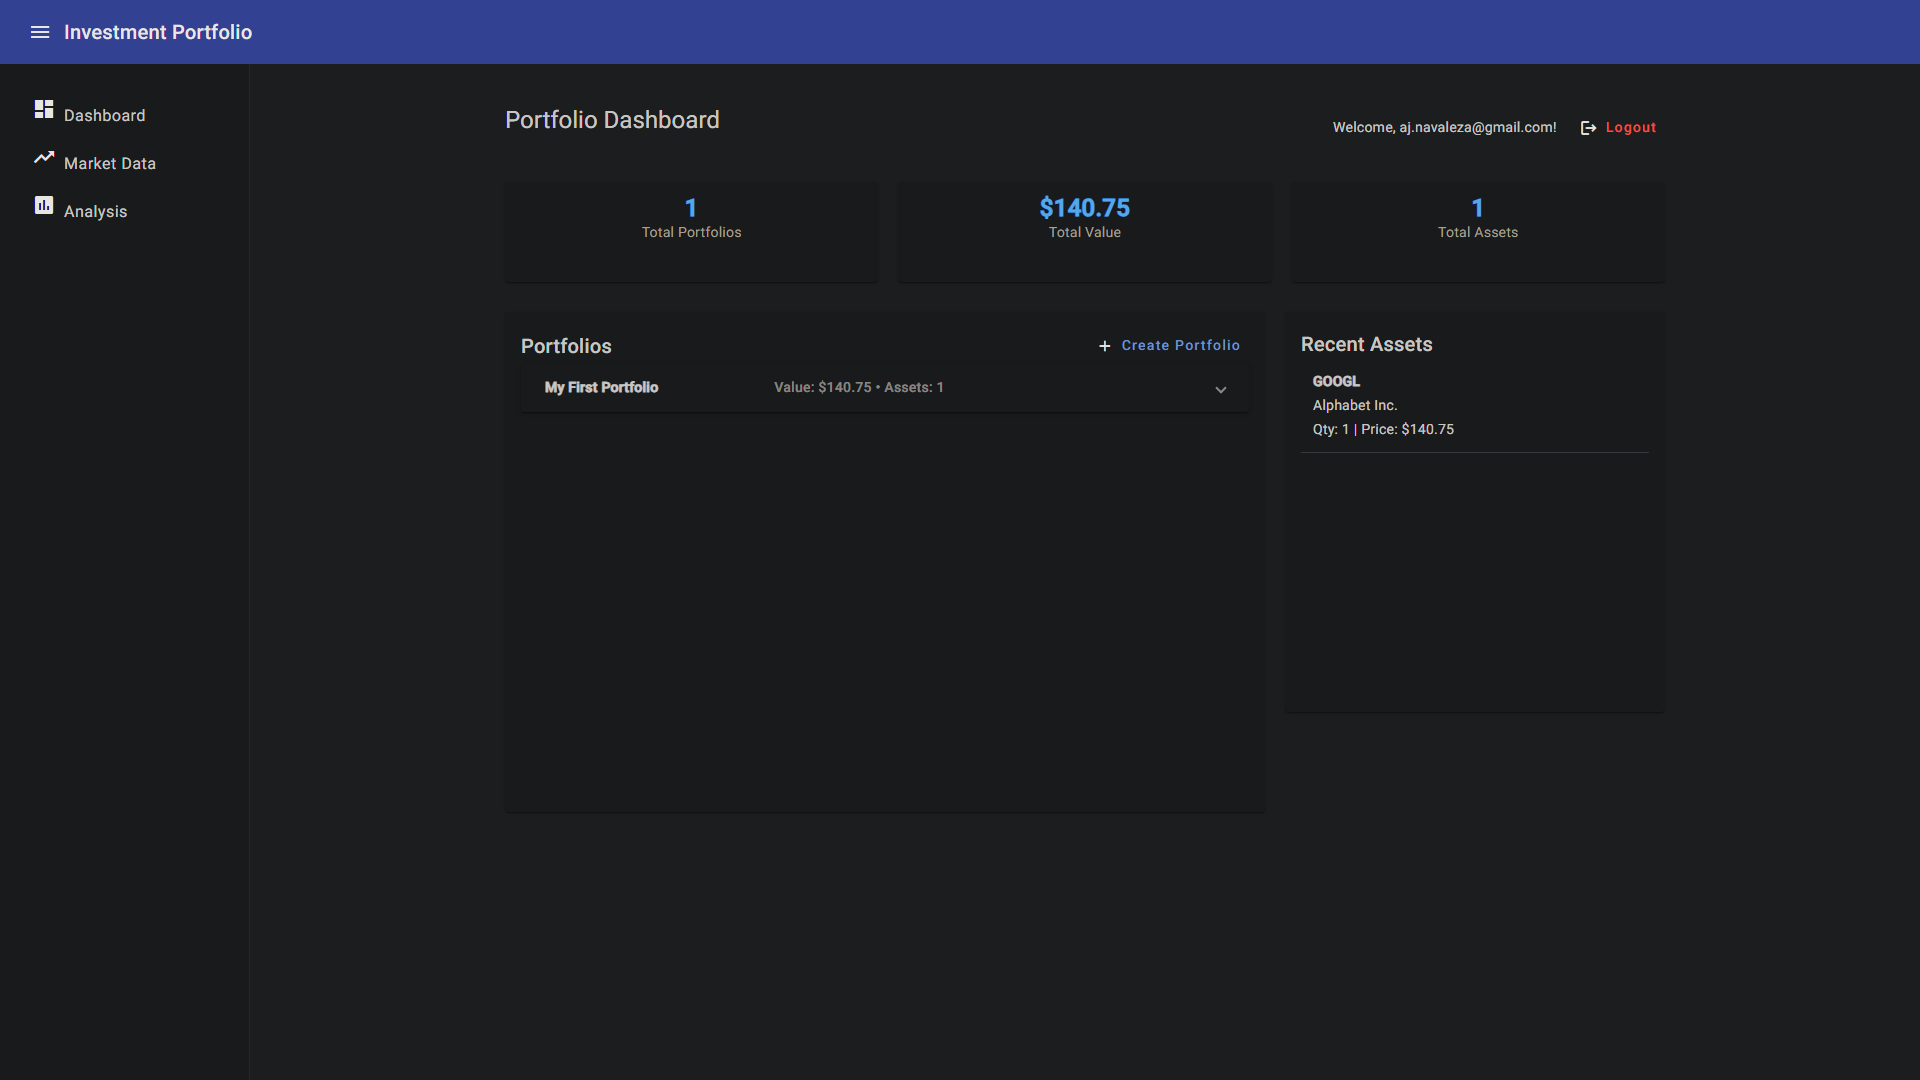 Investment Portfolio
Dashboard
Market Data
Analysis
Portfolio Dashboard
Welcome, aj.navaleza@gmail.com!
Logout
1
Total Portfolios
$140.75
Total Value
1
Total Assets
Portfolios
Create Portfolio
My First Portfolio
Value: $140.75 • Assets: 1
Recent Assets
GOOGL
Alphabet Inc.
Qty: 1 | Price: $140.75